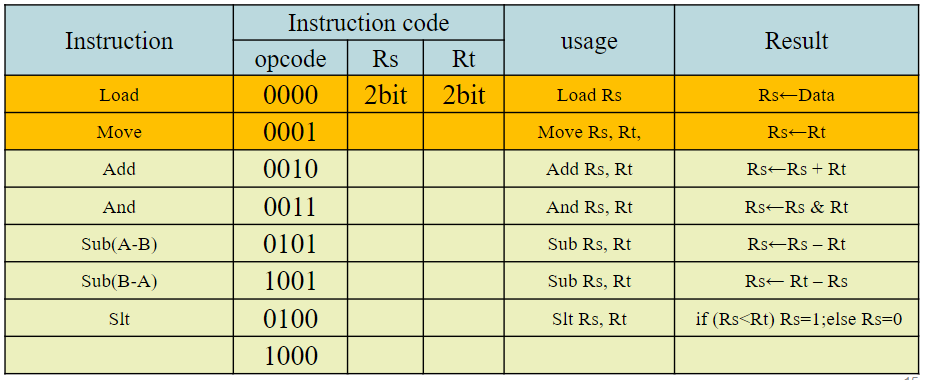 Instruction Instruction code usage Result
opcode Rs Rt
Load 0000 2bit 2bit Load Rs Rs←Data
Move 0001 Move Rs, Rt, Rs←Rt
Add 0010 Add Rs, Rt Rs←Rs + Rt
And 0011 And Rs, Rt Rs←Rs & Rt
Sub(A-B) 0101 Sub Rs, Rt Rs←Rs – Rt
Sub(B-A) 1001 Sub Rs, Rt Rs← Rt – Rs
Slt 0100 Slt Rs, Rt if (Rs<Rt) Rs=1;else Rs=0
1000